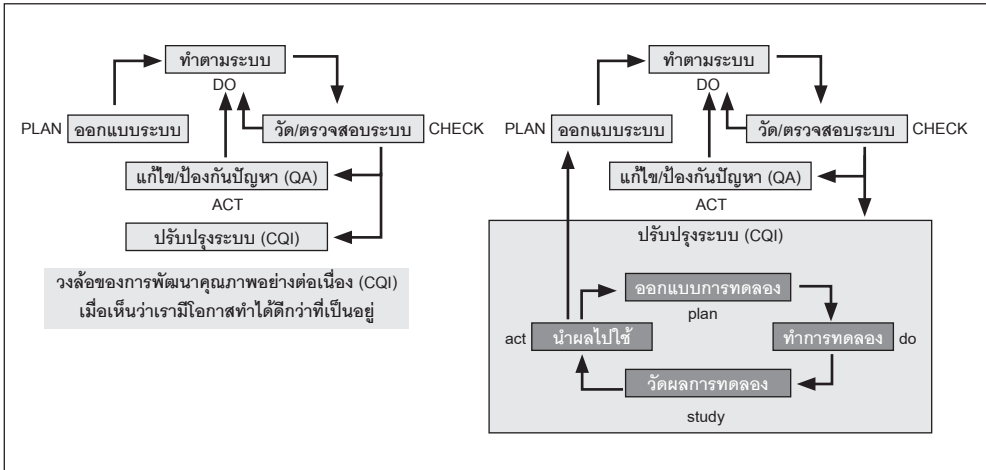 ทำตามระบบ
DO
PLAN ออกแบบระบบ
วัด/ตรวจสอบระบบ CHECK
แก้ไข/ป้องกันปัญหา (QA)
ACT
ปรับปรุงระบบ (CQI)
วงล้อของการพัฒนาคุณภาพอย่างต่อเนื่อง (CQI)
เมื่อเห็นว่าเรามีโอกาสทำได้ดีกว่าที่เป็นอยู่
ทำตามระบบ
DO
PLAN ออกแบบระบบ
วัด/ตรวจสอบระบบ CHECK
แก้ไข/ป้องกันปัญหา (QA)
ACT
ปรับปรุงระบบ (CQI)
ออกแบบการทดลอง
plan
act นำผลไปใช้
ทำการทดลอง do
วัดผลการทดลอง
study